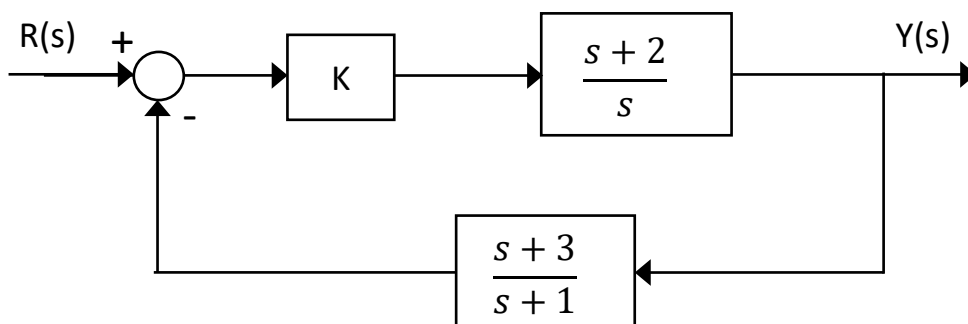 R(s)
+
-
K
s + 2
s
Y(s)
s + 3
s + 1